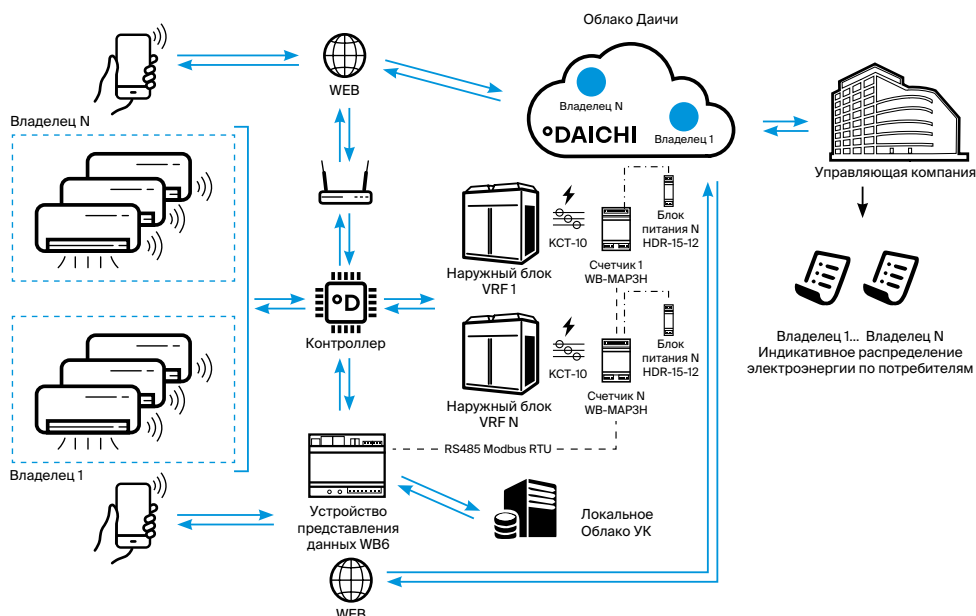 Облако Даичи
WEB
Владелец N
°DAICHI
Владелец 1
Владелец N
Управляющая компания
KCT-10
Блок
питания N
HDR-15-12
Счетчик 1
WB-MAP3H
Наружный блок
VRF 1
°D
Контроллер
KCT-10
Блок
питания N
HDR-15-12
Счетчик N
WB-MAP3H
Наружный блок
VRF N
Владелец 1... Владелец N
Индикативное распределение
электроэнергии по потребителям
RS485 Modbus RTU
Владелец 1
Устройство
представления
данных WB6
Локальное
Облако УК
WEB